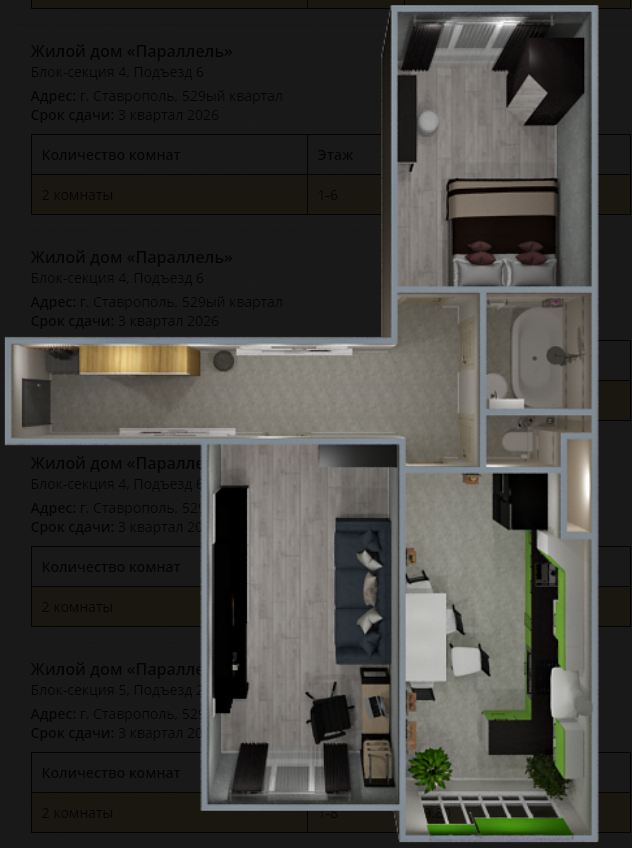 Жилой дом «Параллель»
Блок-секция 4, Подъезд 6
Адрес: г. Ставрополь, 529ый квартал
Срок сдачи: 3 квартал 2026
Количество комнат Этаж
2 комнаты 1-6
Жилой дом «Параллель»
Блок-секция 4, Подъезд 6
Адрес: г. Ставрополь, 529ый квартал
Срок сдачи: 3 квартал 2026
Жилой дом «Паралле
Блок-секция 4, Подъезд
Адрес: г. Ставрополь, 52
Срок сдачи: 3 квартал 20
Количество комнат
2 комнаты
Жилой дом «Паралле
Блок-секция 5, Подъезд
Адрес: г. Ставрополь, 52
Срок сдачи: 3 квартал 20
Количество комнат
2 комнаты 1-8